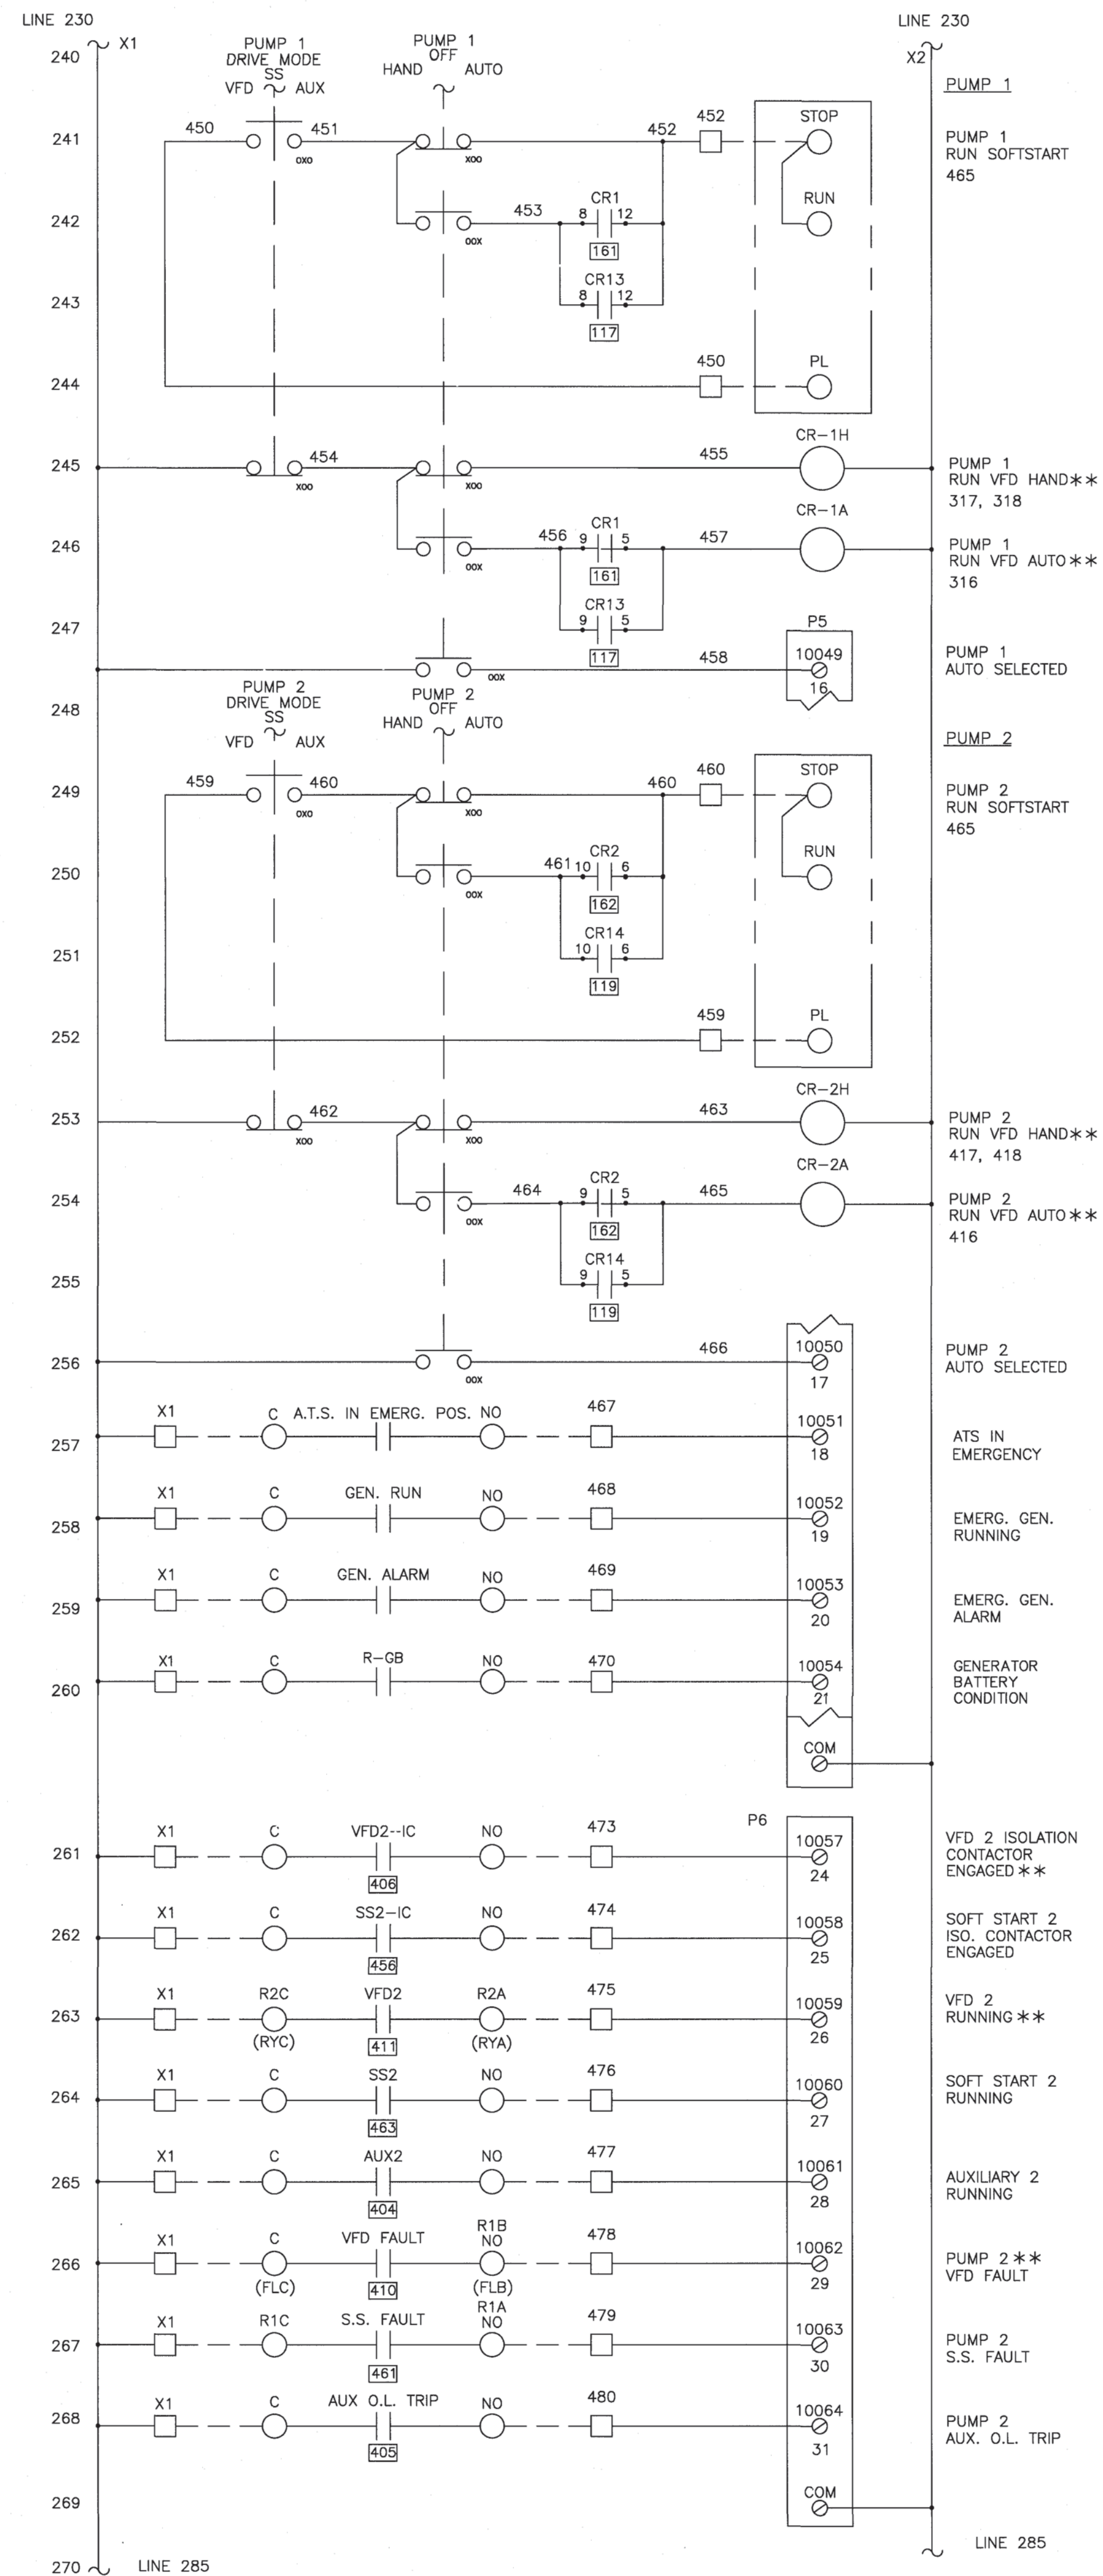 LINE 230
LINE 230
240
X1
PUMP 1
DRIVE MODE
SS
VFD AUX
PUMP 1
OFF
HAND AUTO
X2
PUMP 1
241
450
451
OXO
XOO
452
452
STOP
PUMP 1
RUN SOFTSTART
465
242
OOX
453
CR1
8 12
161
RUN
243
CR13
8 12
117
244
450
PL
245
454
XOO
XOO
455
CR-1H
PUMP 1
RUN VFD HAND**
317, 318
246
OOX
456
CR1
9 5
161
457
CR-1A
PUMP 1
RUN VFD AUTO**
316
247
CR13
9 5
117
OOX
458
P5
10049
16
PUMP 1
AUTO SELECTED
248
PUMP 2
DRIVE MODE
SS
VFD AUX
PUMP 2
OFF
HAND AUTO
PUMP 2
249
459
460
OXO
XOO
460
460
STOP
PUMP 2
RUN SOFTSTART
465
250
OOX
461
CR2
10 6
162
RUN
251
CR14
10 6
119
252
459
PL
253
462
XOO
XOO
463
CR-2H
PUMP 2
RUN VFD HAND**
417, 418
254
OOX
464
CR2
9 5
162
465
CR-2A
PUMP 2
RUN VFD AUTO**
416
255
CR14
9 5
119
256
OOX
466
10050
17
PUMP 2
AUTO SELECTED
257
X1
C A.T.S. IN EMERG. POS. NO
467
10051
18
ATS IN
EMERGENCY
258
X1
C GEN. RUN NO
468
10052
19
EMERG. GEN.
RUNNING
259
X1
C GEN. ALARM NO
469
10053
20
EMERG. GEN.
ALARM
260
X1
C R-GB NO
470
10054
21
GENERATOR
BATTERY
CONDITION
COM
P6
261
X1
C VFD2--IC NO
406
473
10057
24
VFD 2 ISOLATION
CONTACTOR
ENGAGED**
262
X1
C SS2-IC NO
456
474
10058
25
SOFT START 2
ISO. CONTACTOR
ENGAGED
263
X1
R2C VFD2 R2A
(RYC) 411 (RYA)
475
10059
26
VFD 2
RUNNING**
264
X1
C SS2 NO
463
476
10060
27
SOFT START 2
RUNNING
265
X1
C AUX2 NO
404
477
10061
28
AUXILIARY 2
RUNNING
266
X1
C VFD FAULT R1B
NO
(FLC) 410 (FLB)
478
10062
29
PUMP 2**
VFD FAULT
267
X1
R1C S.S. FAULT R1A
NO
461
479
10063
30
PUMP 2
S.S. FAULT
268
X1
C AUX O.L. TRIP NO
405
480
10064
31
PUMP 2
AUX. O.L. TRIP
269
COM
270
LINE 285
LINE 285